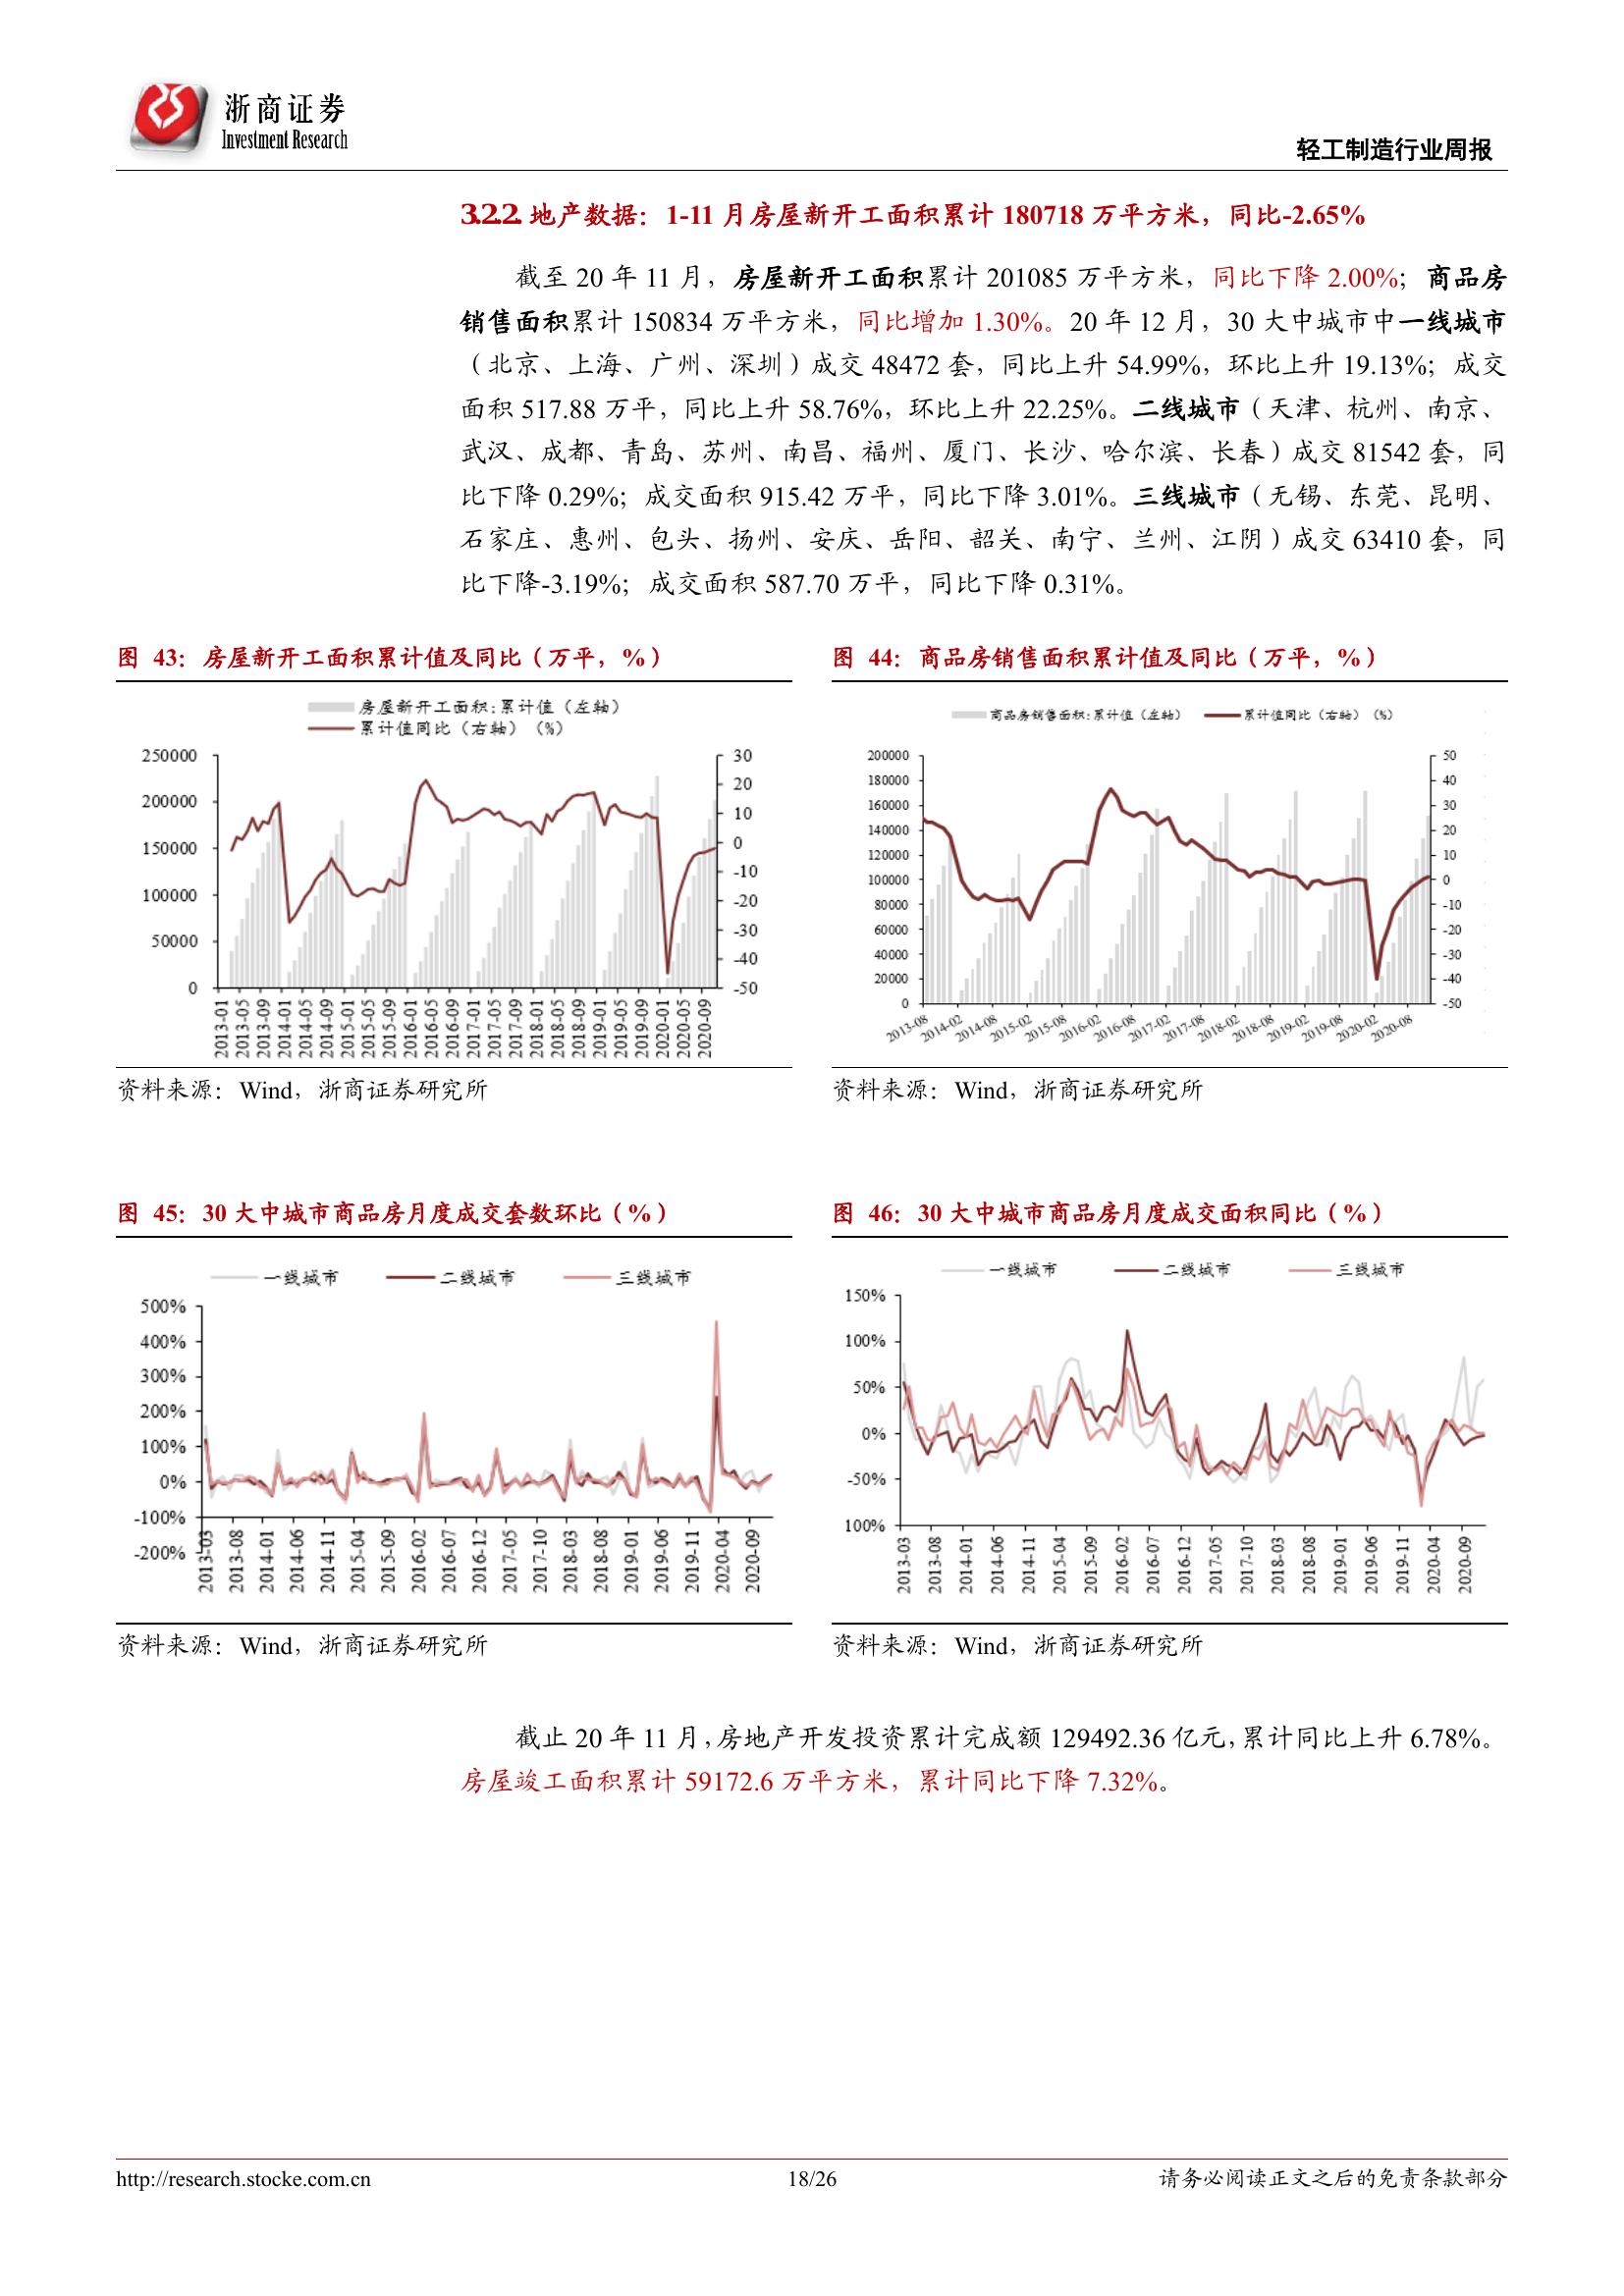 浙商证券
Investment Research
轻工制造行业周报
3.2.2. 地产数据：1-11 月房屋新开工面积累计 180718 万平方米，同比-2.65%
截至 20 年 11 月，房屋新开工面积累计 201085 万平方米，同比下降 2.00%；商品房
销售面积累计 150834 万平方米，同比增加 1.30%。20 年 12 月，30 大中城市中一线城市
（北京、上海、广州、深圳）成交 48472 套，同比上升 54.99%，环比上升 19.13%；成交
面积 517.88 万平，同比上升 58.76%，环比上升 22.25%。二线城市（天津、杭州、南京、
武汉、成都、青岛、苏州、南昌、福州、厦门、长沙、哈尔滨、长春）成交 81542 套，同
比下降 0.29%；成交面积 915.42 万平，同比下降 3.01%。三线城市（无锡、东莞、昆明、
石家庄、惠州、包头、扬州、安庆、岳阳、韶关、南宁、兰州、江阴）成交 63410 套，同
比下降-3.19%；成交面积 587.70 万平，同比下降 0.31%。
图 43：房屋新开工面积累计值及同比（万平，%）
房屋新开工面积:累计值（左轴）
累计值同比（右轴）（%）
250000
200000
150000
100000
50000
0
30
20
10
0
-10
-20
-30
-40
-50
2013-01 2013-05 2013-09 2014-01 2014-05 2014-09 2015-01 2015-05 2015-09 2016-01 2016-05 2016-09 2017-01 2017-05 2017-09 2018-01 2018-05 2018-09 2019-01 2019-05 2019-09 2020-01 2020-05 2020-09
资料来源：Wind，浙商证券研究所
图 44：商品房销售面积累计值及同比（万平，%）
商品房销售面积:累计值（左轴） 累计值同比（右轴）（%）
200000
180000
160000
140000
120000
100000
80000
60000
40000
20000
0
50
40
30
20
10
0
-10
-20
-30
-40
-50
2013-08 2014-02 2014-08 2015-02 2015-08 2016-02 2016-08 2017-02 2017-08 2018-02 2018-08 2019-02 2019-08 2020-02 2020-08
资料来源：Wind，浙商证券研究所
图 45：30 大中城市商品房月度成交套数环比（%）
一线城市 二线城市 三线城市
500%
400%
300%
200%
100%
0%
-100%
-200%
2013-03 2013-08 2014-01 2014-06 2014-11 2015-04 2015-09 2016-02 2016-07 2016-12 2017-05 2017-10 2018-03 2018-08 2019-01 2019-06 2019-11 2020-04 2020-09
资料来源：Wind，浙商证券研究所
图 46：30 大中城市商品房月度成交面积同比（%）
一线城市 二线城市 三线城市
150%
100%
50%
0%
-50%
100%
2013-03 2013-08 2014-01 2014-06 2014-11 2015-04 2015-09 2016-02 2016-07 2016-12 2017-05 2017-10 2018-03 2018-08 2019-01 2019-06 2019-11 2020-04 2020-09
资料来源：Wind，浙商证券研究所
截止 20 年 11 月，房地产开发投资累计完成额 129492.36 亿元，累计同比上升 6.78%。
房屋竣工面积累计 59172.6 万平方米，累计同比下降 7.32%。
http://research.stocke.com.cn
18/26
请务必阅读正文之后的免责条款部分